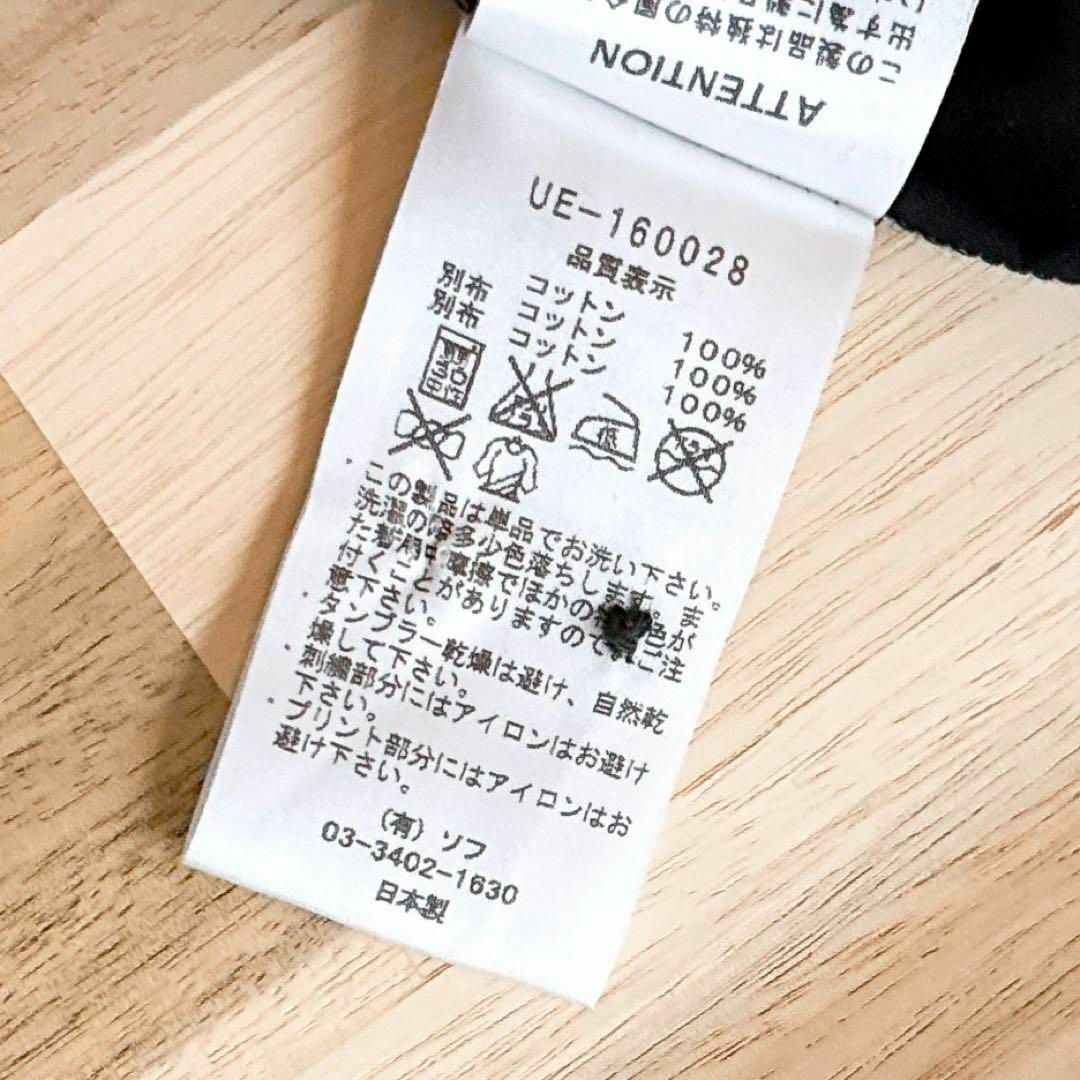 この製品は独特の風合
ATTENTION
UE-160028
品質表示
コットン 100%
別布 コットン 100%
別布 コットン 100%
低
この製品は単品でお洗い下さい。
洗濯の際多少色落ちします。ま
た着用中摩擦でほかの 色が
付くことがありますので ご注
意下さい。
タンブラー乾燥は避け、自然乾
燥して下さい。
刺繍部分にはアイロンはお避け
下さい。
プリント部分にはアイロンはお
避け下さい。
(有) ソフ
03-3402-1630
日本製